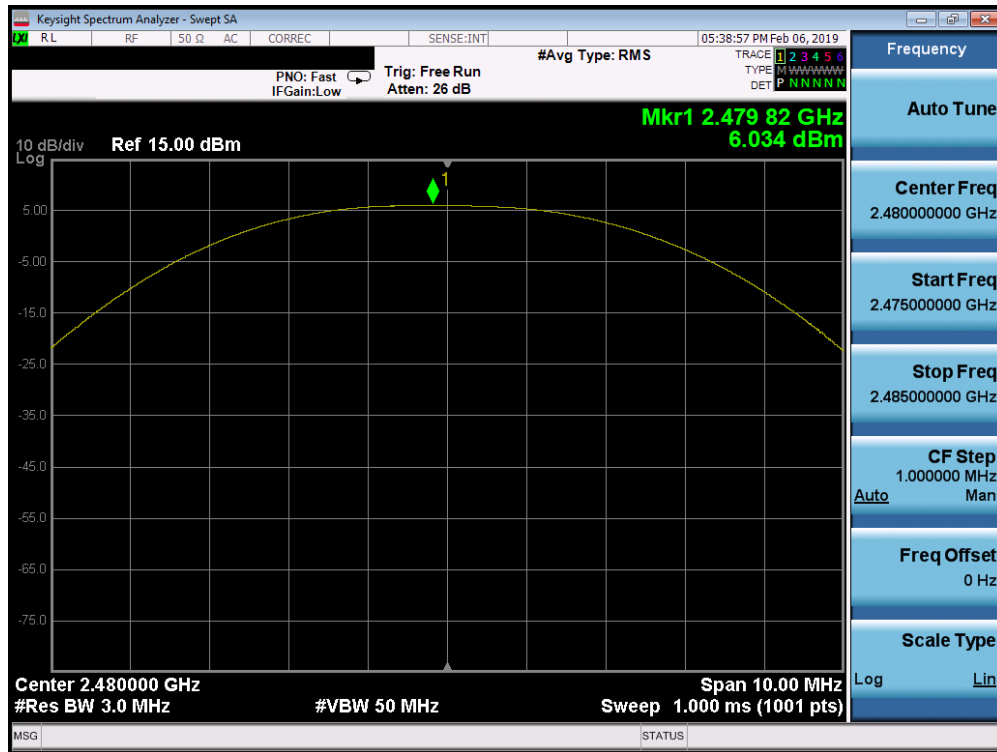 Keysight Spectrum Analyzer - Swept SA
LXI RL RF 50 Ω AC CORREC SENSE:INT 05:38:57 PM Feb 06, 2019
#Avg Type: RMS TRACE 1 2 3 4 5 6
PNO: Fast Trig: Free Run TYPE M WWWWW
IFGain:Low Atten: 26 dB DET P N N N N N
Mkr1 2.479 82 GHz
6.034 dBm
10 dB/div Ref 15.00 dBm
Log
1
5.00
-5.00
-15.0
-25.0
-35.0
-45.0
-55.0
-65.0
-75.0
Center 2.480000 GHz Span 10.00 MHz
#Res BW 3.0 MHz #VBW 50 MHz Sweep 1.000 ms (1001 pts)
MSG STATUS
Frequency
Auto Tune
Center Freq
2.480000000 GHz
Start Freq
2.475000000 GHz
Stop Freq
2.485000000 GHz
CF Step
1.000000 MHz
Auto Man
Freq Offset
0 Hz
Scale Type
Log Lin